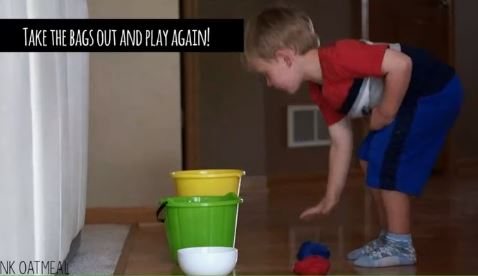 TAKE THE BAGS OUT AND PLAY AGAIN!
NK OATMEAL